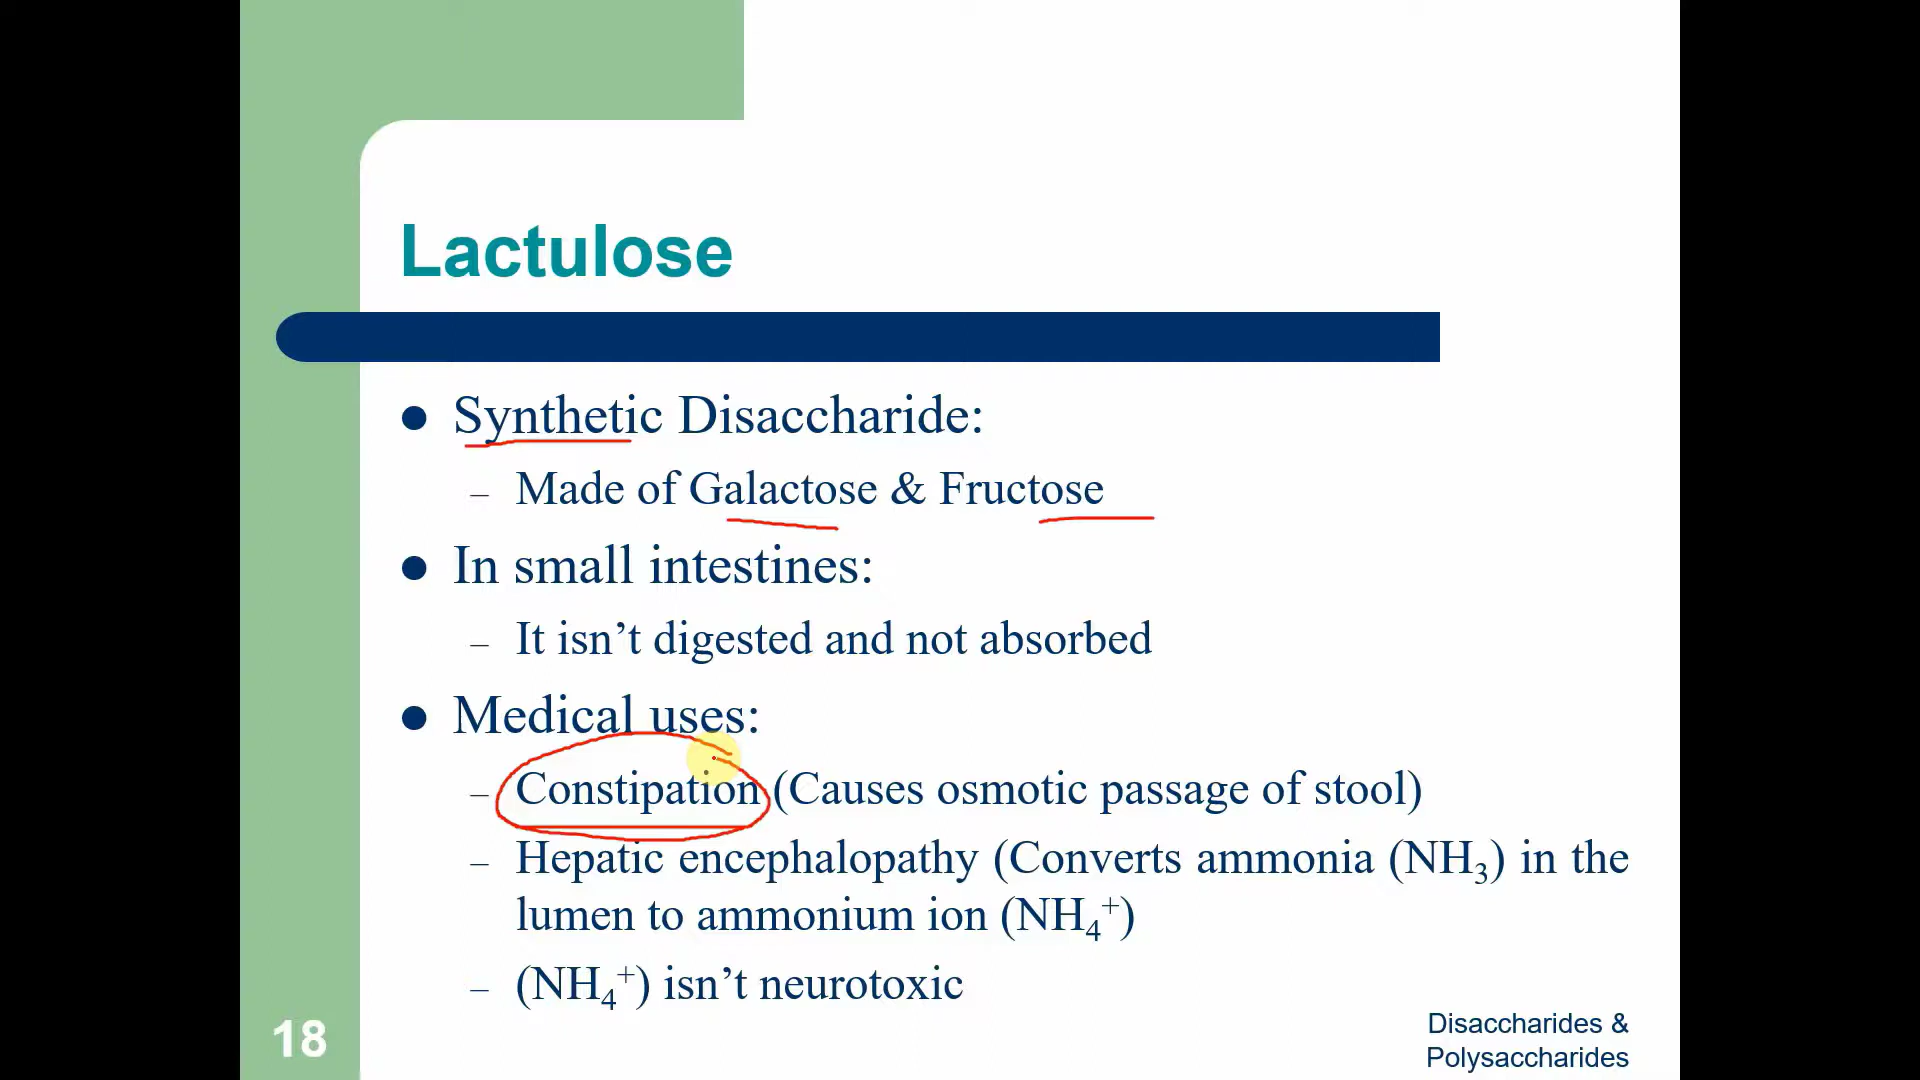 Lactulose
Synthetic Disaccharide:
– Made of Galactose & Fructose
In small intestines:
– It isn’t digested and not absorbed
Medical uses:
– Constipation (Causes osmotic passage of stool)
– Hepatic encephalopathy (Converts ammonia (NH₃) in the
lumen to ammonium ion (NH₄⁺)
– (NH₄⁺) isn’t neurotoxic
18
Disaccharides &
Polysaccharides